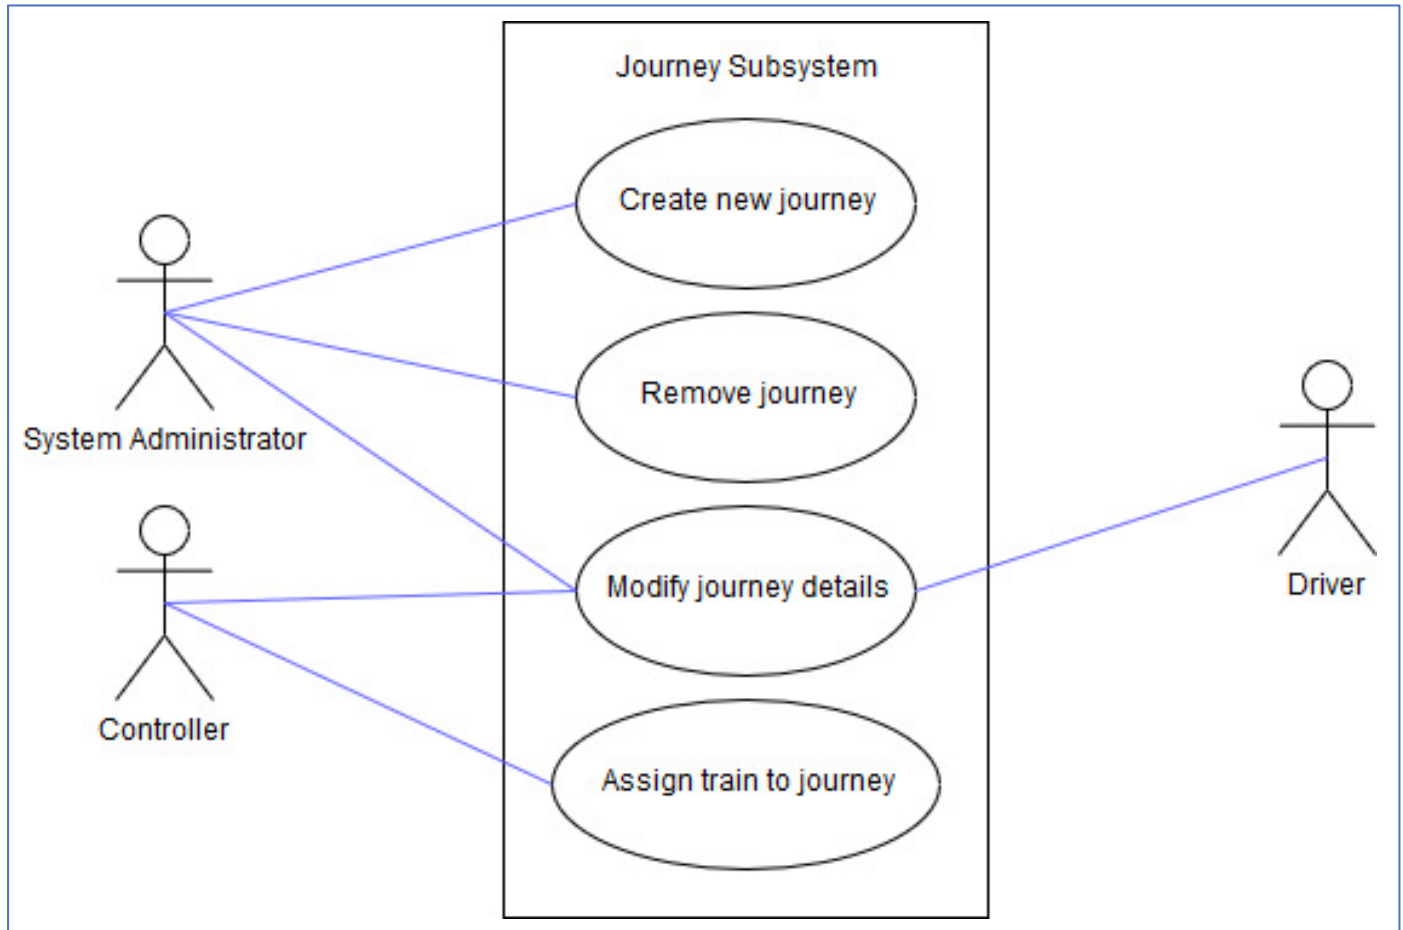 Journey Subsystem
Create new journey
Remove journey
System Administrator
Modify journey details
Driver
Controller
Assign train to journey